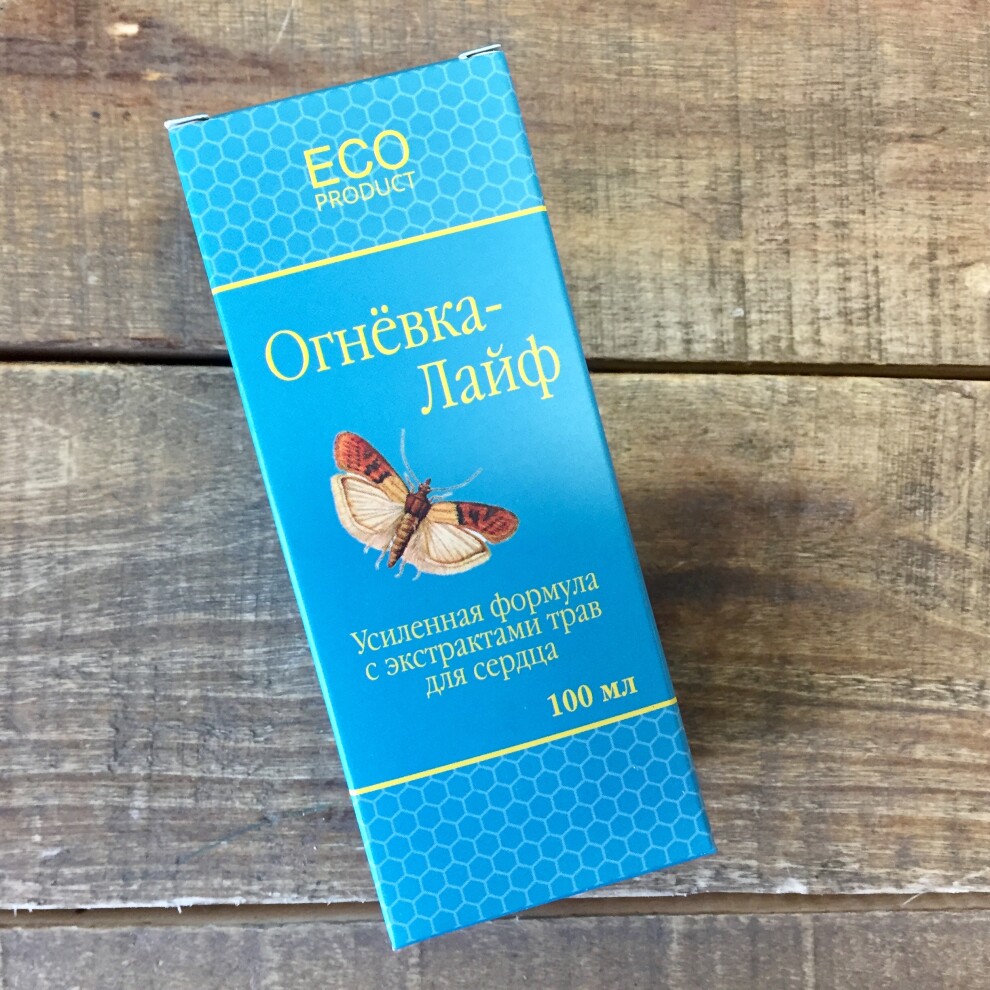 ECO
PRODUCT
Огнёвка-
Лайф
Усиленная формула
с экстрактами трав
для сердца
100 мл